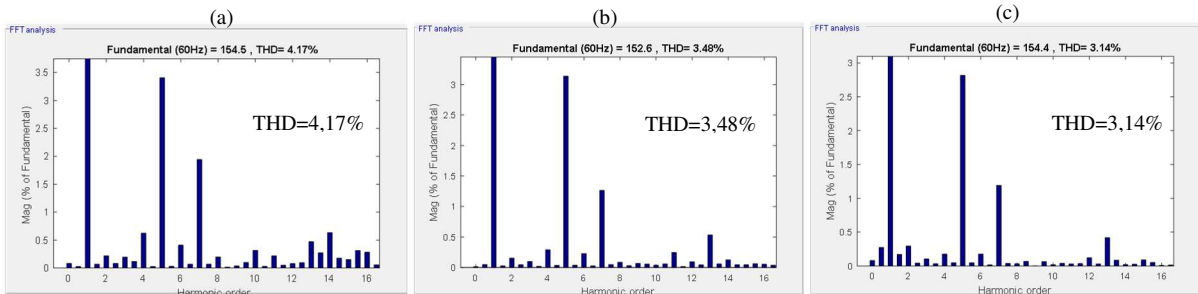 (a)
FFT analysis
Fundamental (60Hz) = 154.5 , THD= 4.17%
3.5
3
2.5
2
1.5
1
0.5
0
Mag (% of Fundamental)
THD=4,17%
0 2 4 6 8 10 12 14 16
Harmonic order
(b)
FFT analysis
Fundamental (60Hz) = 152.6 , THD= 3.48%
3
2.5
2
1.5
1
0.5
0
Mag (% of Fundamental)
THD=3,48%
0 2 4 6 8 10 12 14 16
Harmonic order
(c)
FFT analysis
Fundamental (60Hz) = 154.4 , THD= 3.14%
3
2.5
2
1.5
1
0.5
0
Mag (% of Fundamental)
THD=3,14%
0 2 4 6 8 10 12 14 16
Harmonic order